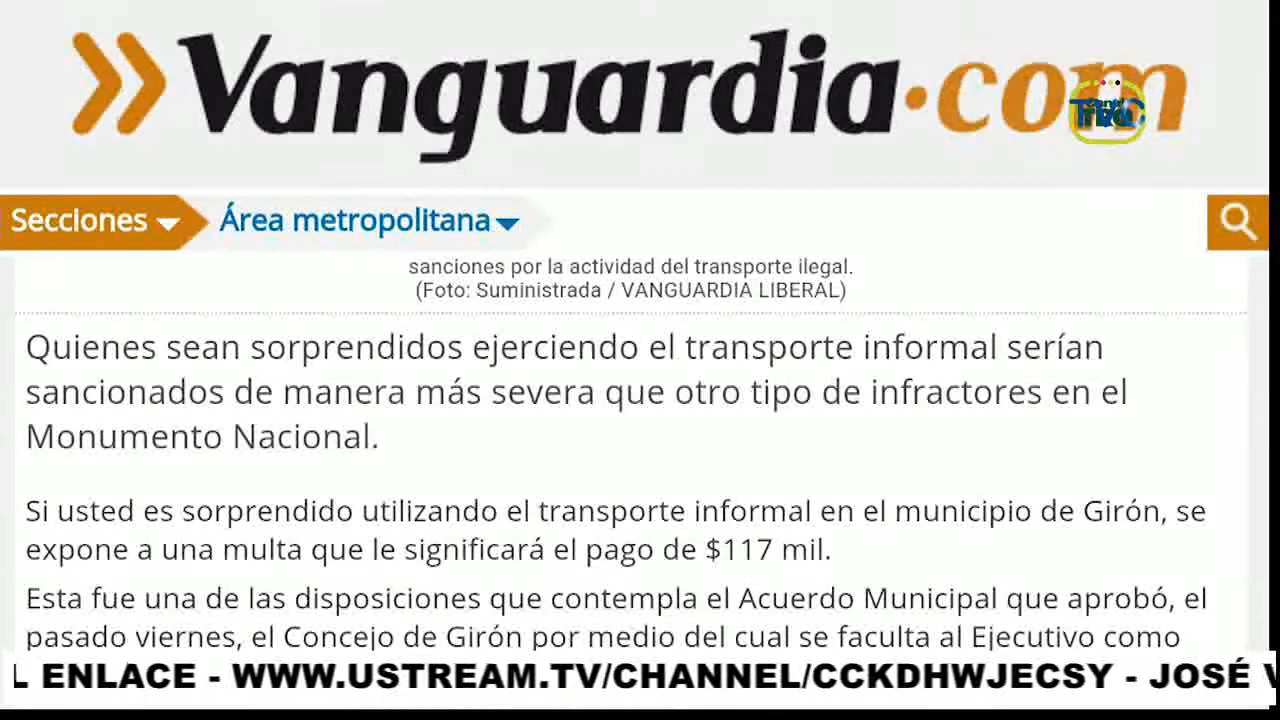 Vanguardia.com
Secciones
Área metropolitana
sanciones por la actividad del transporte ilegal.
(Foto: Suministrada / VANGUARDIA LIBERAL)
Quienes sean sorprendidos ejerciendo el transporte informal serían
sancionados de manera más severa que otro tipo de infractores en el
Monumento Nacional.
Si usted es sorprendido utilizando el transporte informal en el municipio de Girón, se
expone a una multa que le significará el pago de $117 mil.
Esta fue una de las disposiciones que contempla el Acuerdo Municipal que aprobó, el
pasado viernes, el Concejo de Girón por medio del cual se faculta al Ejecutivo como
L ENLACE - WWW.USTREAM.TV/CHANNEL/CCKDHWJECSY - JOSÉ V